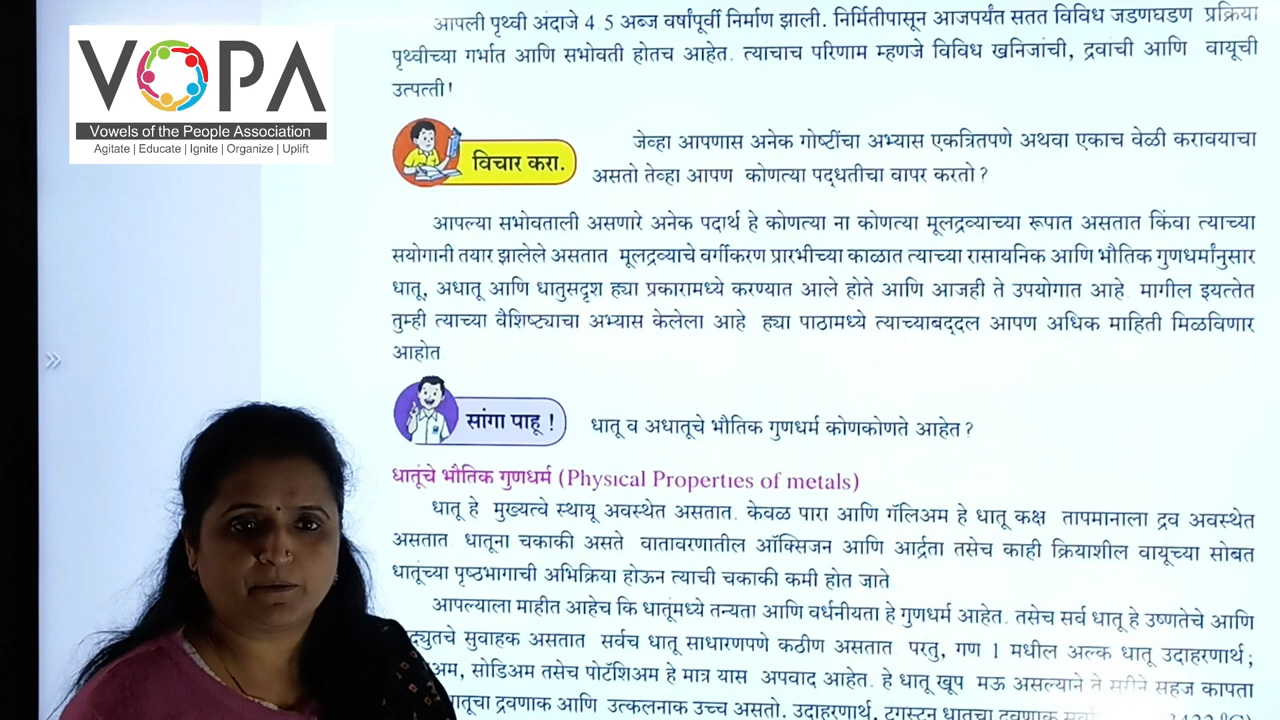 VOPA
Vowels of the People Association
Agitate | Educate | Ignite | Organize | Uplift
आपली पृथ्वी अंदाजे 4 5 अब्ज वर्षांपूर्वी निर्माण झाली. निर्मितीपासून आजपर्यंत सतत विविध जडणघडण प्रक्रिया
पृथ्वीच्या गर्भात आणि सभोवती होतच आहेत. त्याचाच परिणाम म्हणजे विविध खनिजांची, द्रवाची आणि वायूची
उत्पत्ती!
विचार करा.
जेव्हा आपणास अनेक गोष्टींचा अभ्यास एकत्रितपणे अथवा एकाच वेळी करावयाचा
असतो तेव्हा आपण कोणत्या पद्धतीचा वापर करतो ?
आपल्या सभोवताली असणारे अनेक पदार्थ हे कोणत्या ना कोणत्या मूलद्रव्याच्या रूपात असतात किंवा त्याच्या
सयोगानी तयार झालेले असतात मूलद्रव्याचे वर्गीकरण प्रारभीच्या काळात त्याच्या रासायनिक आणि भौतिक गुणधर्मांनुसार
धातू, अधातू आणि धातुसदृश ह्या प्रकारामध्ये करण्यात आले होते आणि आजही ते उपयोगात आहे. मागील इयत्तेत
तुम्ही त्याच्या वैशिष्ट्याचा अभ्यास केलेला आहे ह्या पाठामध्ये त्याच्याबद्दल आपण अधिक माहिती मिळविणार
आहोत
सांगा पाहू !
धातू व अधातूचे भौतिक गुणधर्म कोणकोणते आहेत ?
धातूंचे भौतिक गुणधर्म (Physical Properties of metals)
धातू हे मुख्यत्वे स्थायू अवस्थेत असतात. केवळ पारा आणि गॅलिअम हे धातू कक्ष तापमानाला द्रव अवस्थेत
असतात धातूना चकाकी असते वातावरणातील ऑक्सिजन आणि आर्द्रता तसेच काही क्रियाशील वायूच्या सोबत
धातूंच्या पृष्ठभागाची अभिक्रिया होऊन त्याची चकाकी कमी होत जाते
आपल्याला माहीत आहेच कि धातूंमध्ये तन्यता आणि वर्धनीयता हे गुणधर्म आहेत. तसेच सर्व धातू हे उष्णतेचे आणि
सुवाहक असतात सर्वच धातू साधारणपणे कठीण असतात परतु, गण 1 मधील अल्क धातू उदाहरणार्थ;
सोडिअम तसेच पोटॅशिअम हे मात्र यास अपवाद आहेत. हे धातू खूप मऊ असल्याने ते सुरीने सहज कापता
द्रवणाक आणि उत्कलनाक उच्च असतो. उदाहरणार्थ, टगस्टन धातूचा द्रवणाक